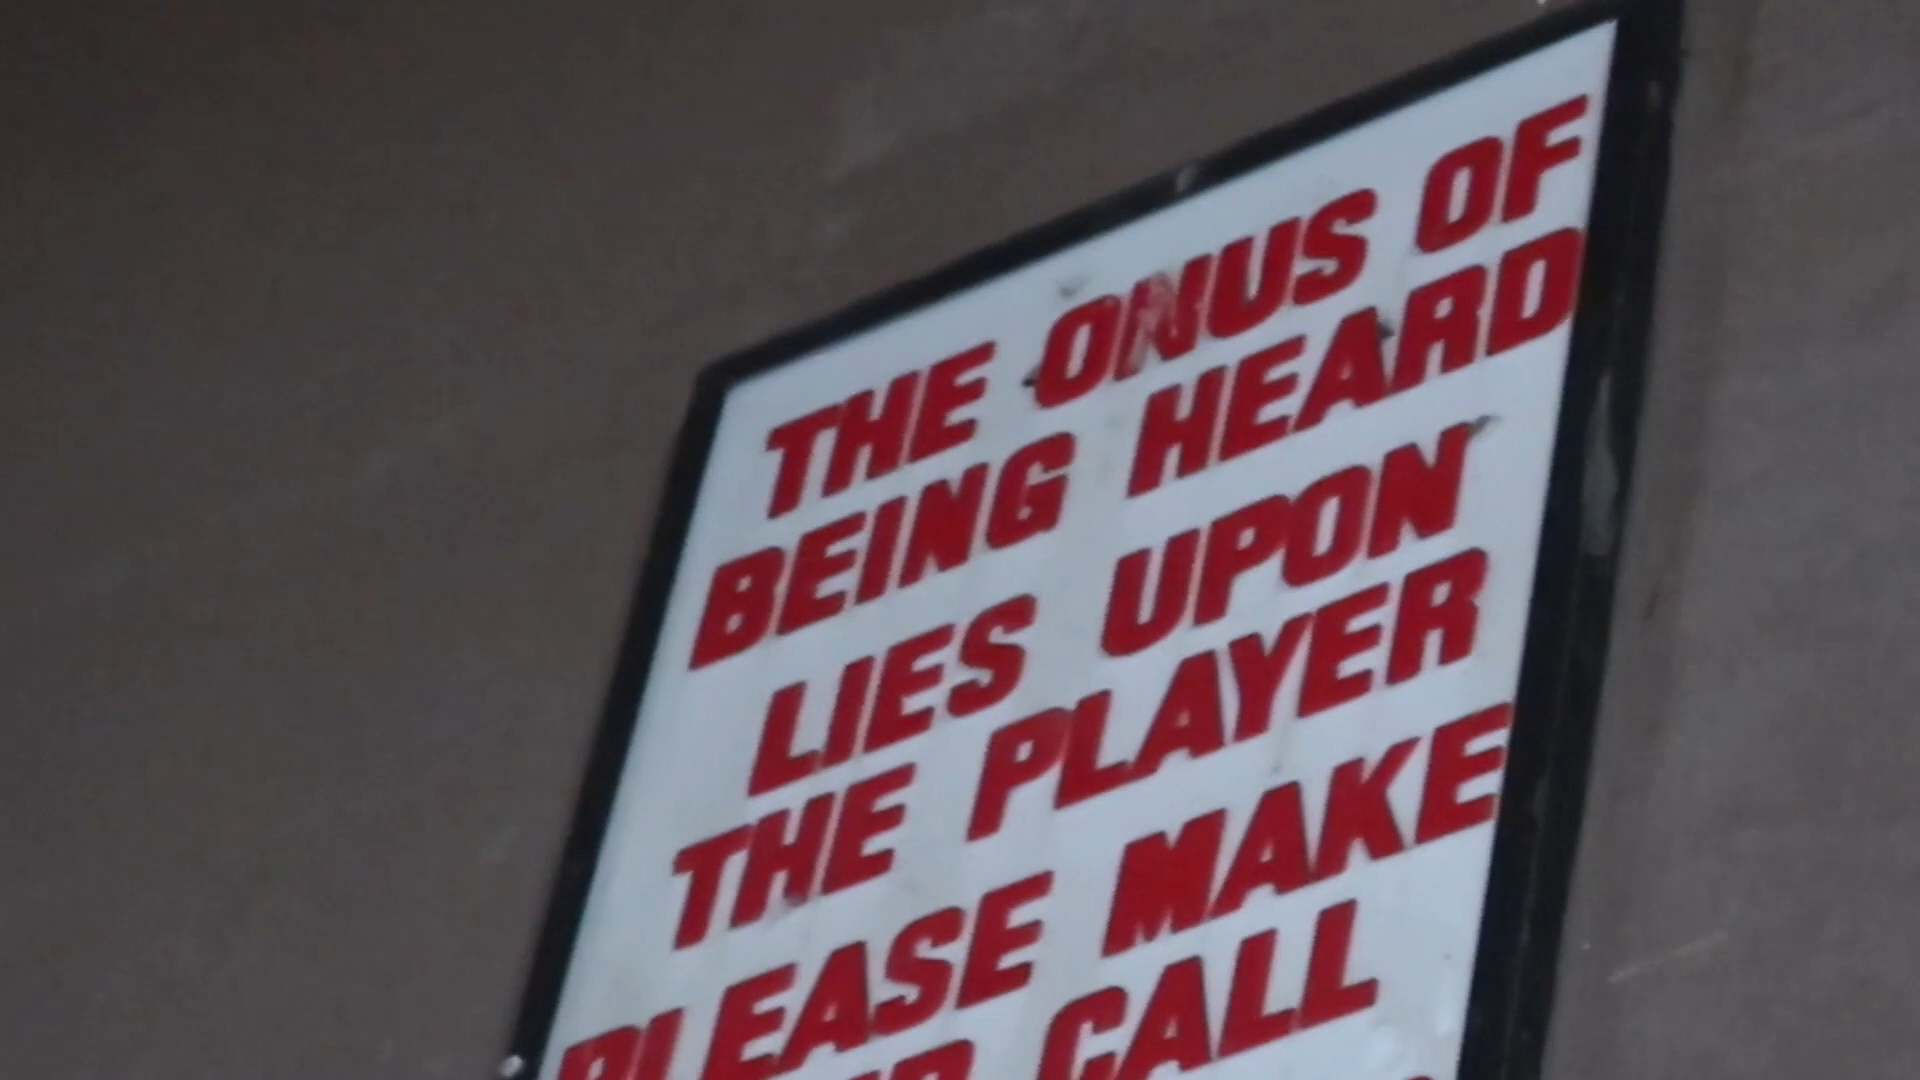 THE ONUS OF
BEING HEARD
LIES UPON
THE PLAYER
PLEASE MAKE
CALL